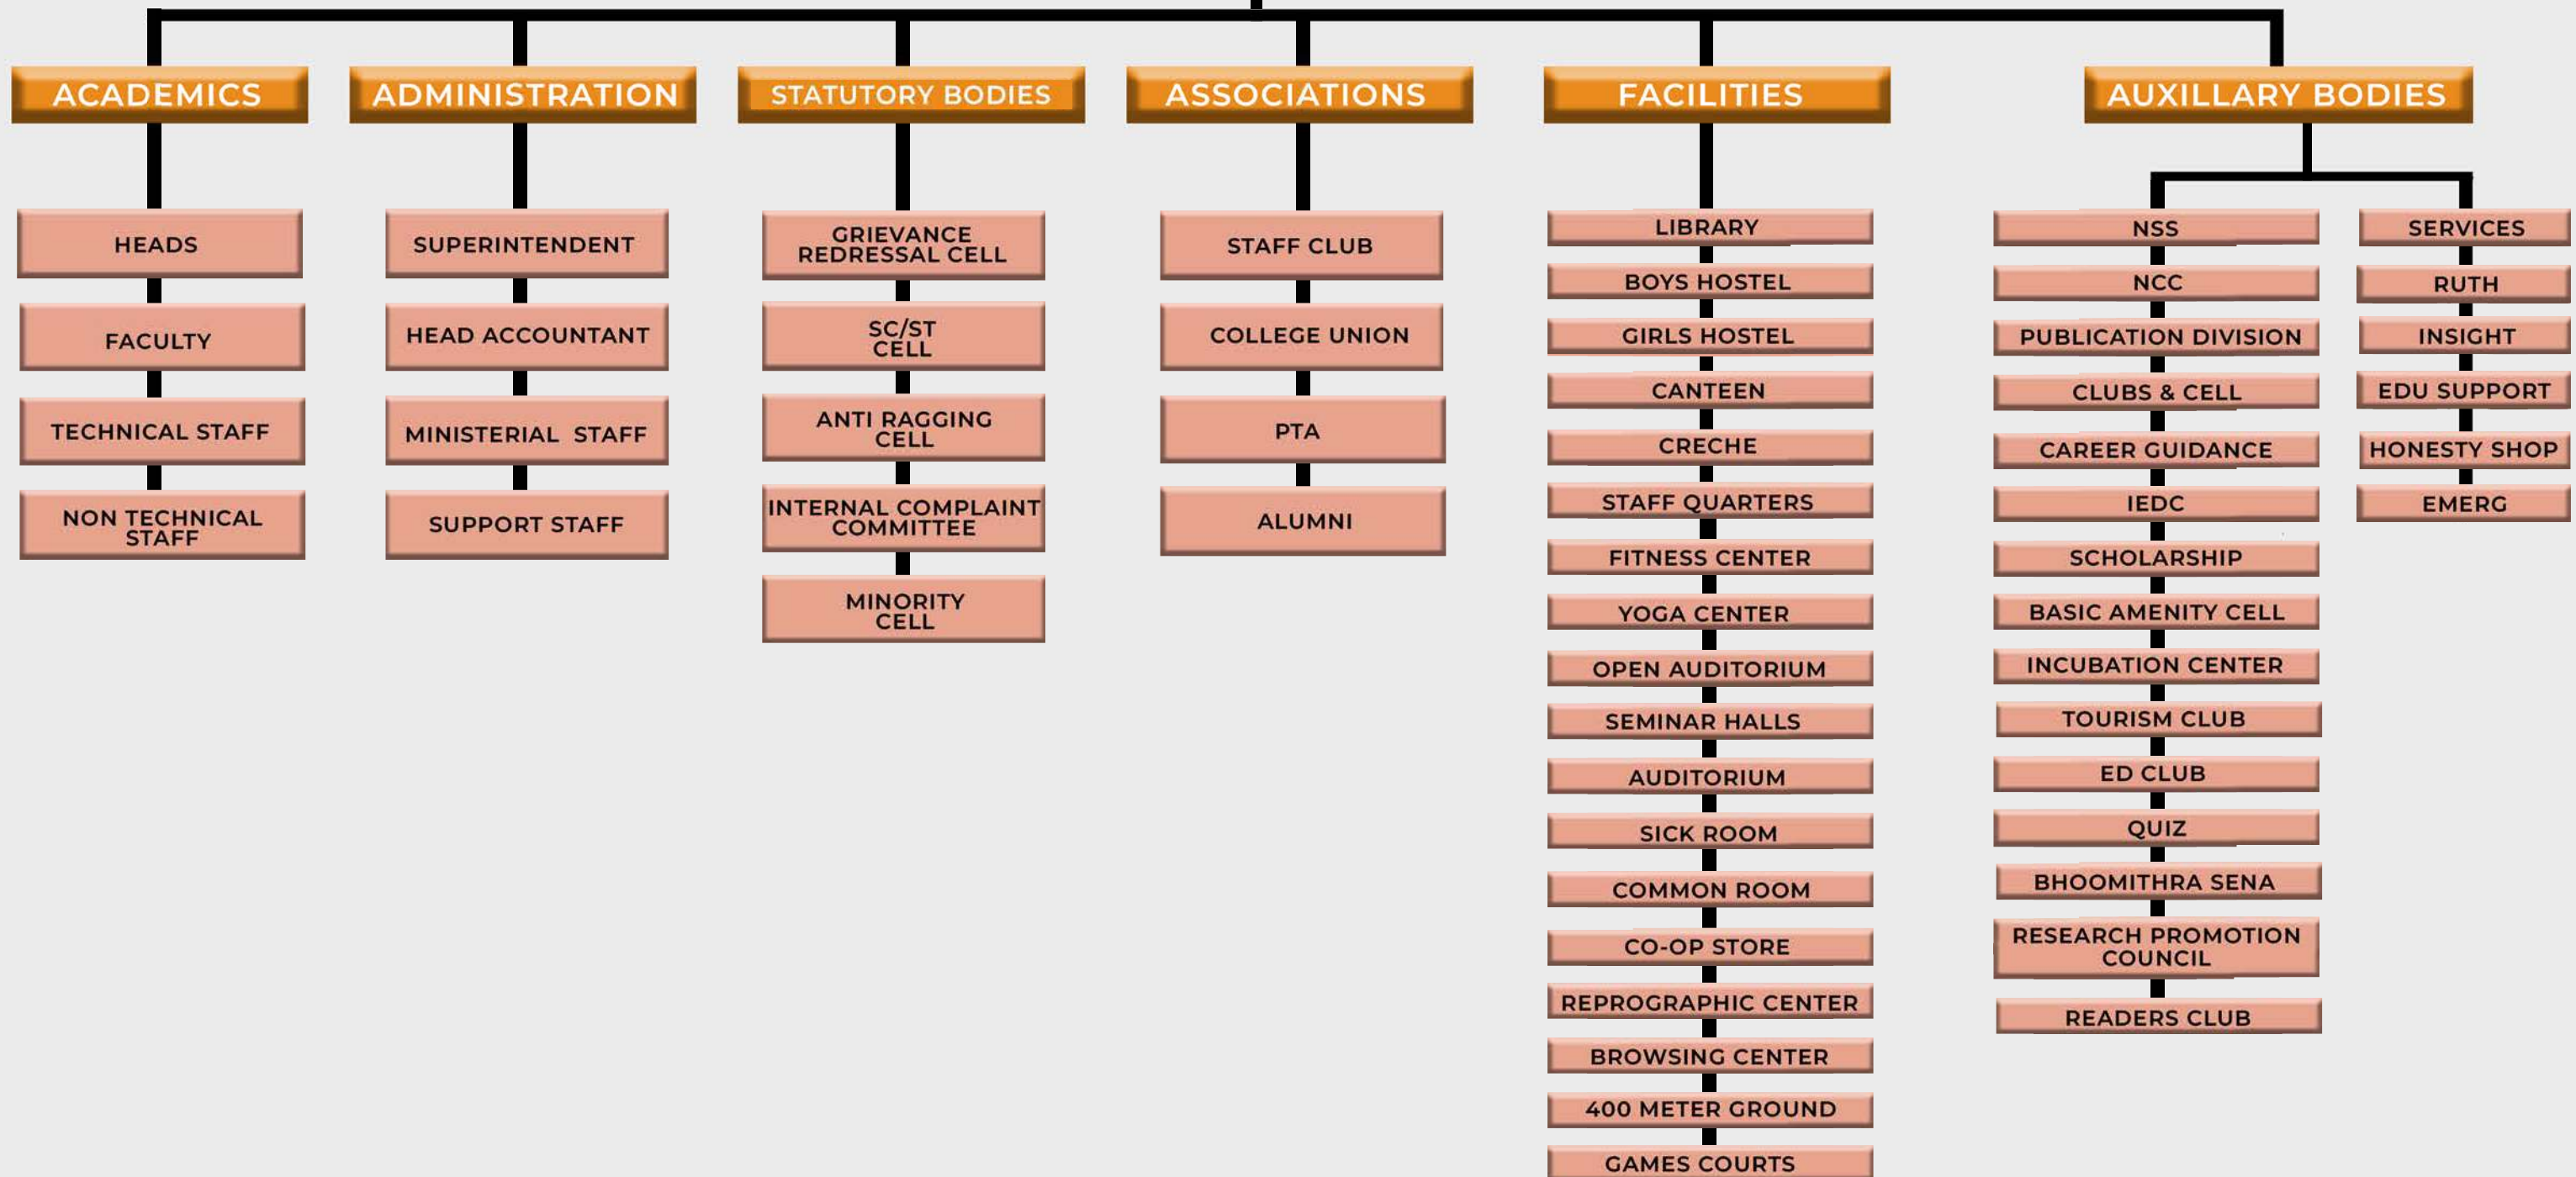 ACADEMICS
HEADS
FACULTY
TECHNICAL STAFF
NON TECHNICAL
STAFF
ADMINISTRATION
SUPERINTENDENT
HEAD ACCOUNTANT
MINISTERIAL STAFF
SUPPORT STAFF
STATUTORY BODIES
GRIEVANCE
REDRESSAL CELL
SC/ST
CELL
ANTI RAGGING
CELL
INTERNAL COMPLAINT
COMMITTEE
MINORITY
CELL
ASSOCIATIONS
STAFF CLUB
COLLEGE UNION
PTA
ALUMNI
FACILITIES
LIBRARY
BOYS HOSTEL
GIRLS HOSTEL
CANTEEN
CRECHE
STAFF QUARTERS
FITNESS CENTER
YOGA CENTER
OPEN AUDITORIUM
SEMINAR HALLS
AUDITORIUM
SICK ROOM
COMMON ROOM
CO-OP STORE
REPROGRAPHIC CENTER
BROWSING CENTER
400 METER GROUND
GAMES COURTS
AUXILLARY BODIES
NSS
NCC
PUBLICATION DIVISION
CLUBS & CELL
CAREER GUIDANCE
IEDC
SCHOLARSHIP
BASIC AMENITY CELL
INCUBATION CENTER
TOURISM CLUB
ED CLUB
QUIZ
BHOOMITHRA SENA
RESEARCH PROMOTION
COUNCIL
READERS CLUB
SERVICES
RUTH
INSIGHT
EDU SUPPORT
HONESTY SHOP
EMERG